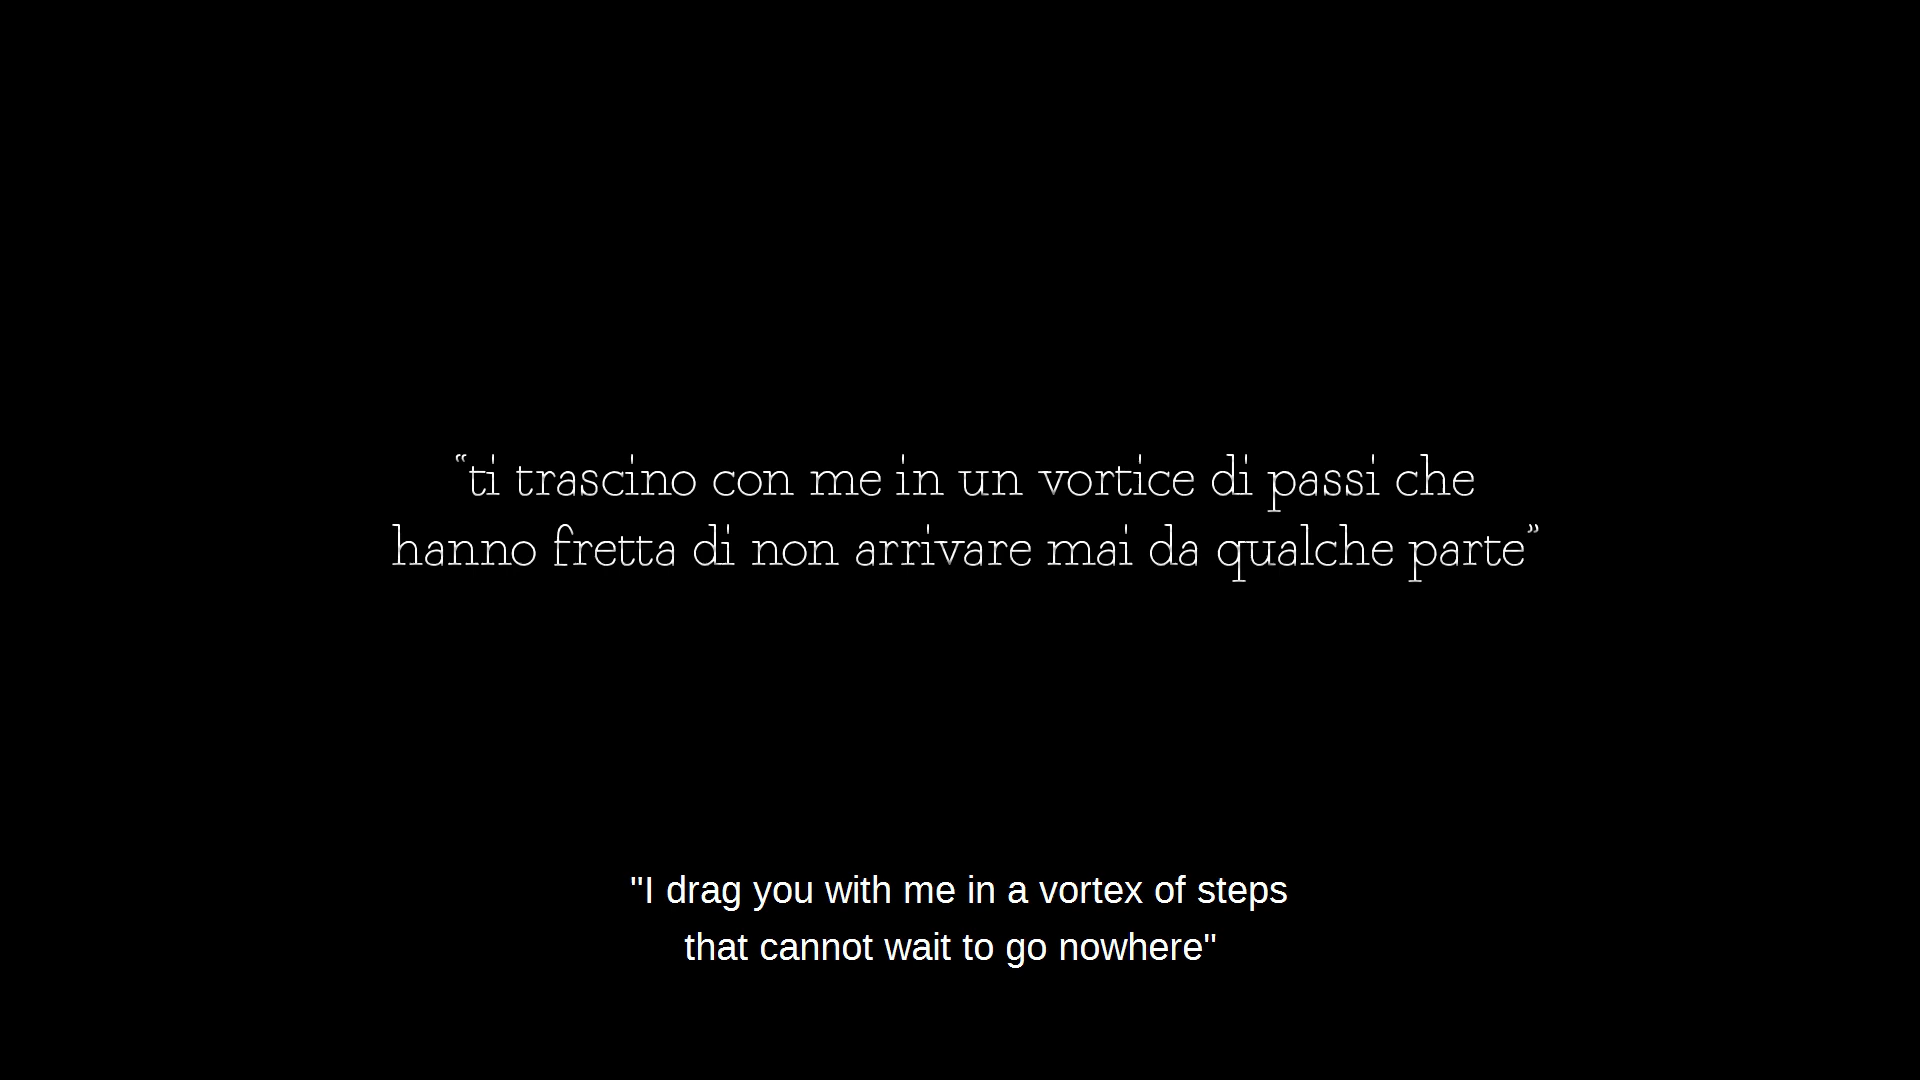 “ti trascino con me in un vortice di passi che
hanno fretta di non arrivare mai da qualche parte”
"I drag you with me in a vortex of steps
that cannot wait to go nowhere"